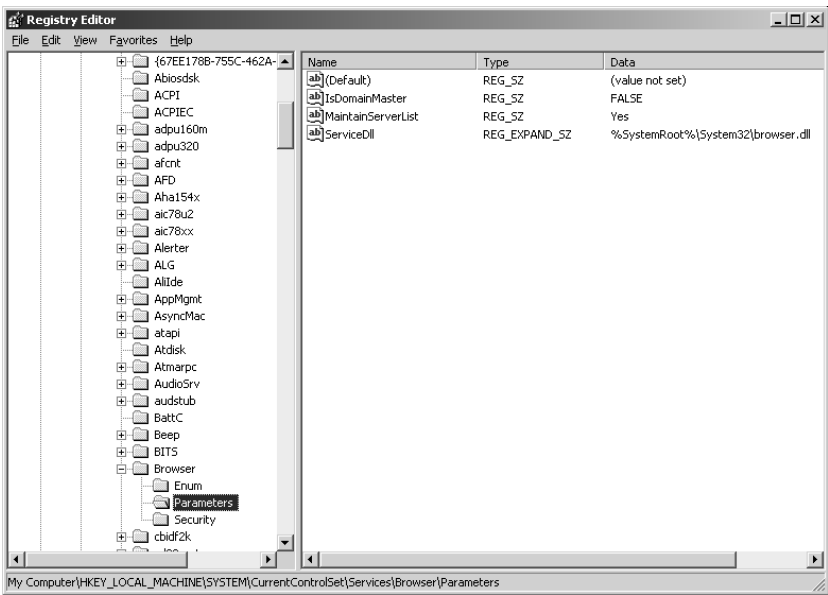 Registry Editor
File Edit View Favorites Help
{67EE178B-755C-462A-
Abiosdsk
ACPI
ACPIEC
adpu160m
adpu320
afcnt
AFD
Aha154x
aic78u2
aic78xx
Alerter
ALG
AliIde
AppMgmt
AsyncMac
atapi
Atdisk
Atmarpc
AudioSrv
audstub
BattC
Beep
BITS
Browser
Enum
Parameters
Security
cbidf2k
Name Type Data
(Default) REG_SZ (value not set)
IsDomainMaster REG_SZ FALSE
MaintainServerList REG_SZ Yes
ServiceDll REG_EXPAND_SZ %SystemRoot%\System32\browser.dll
My Computer\HKEY_LOCAL_MACHINE\SYSTEM\CurrentControlSet\Services\Browser\Parameters